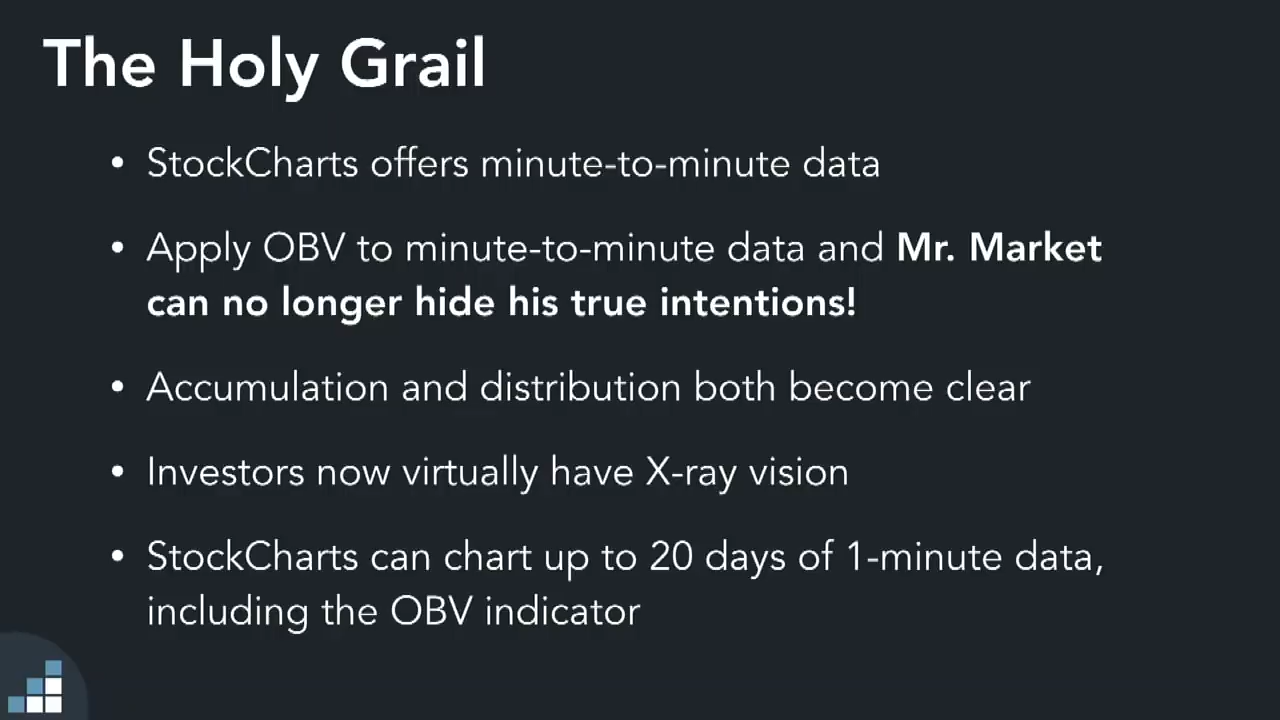 The Holy Grail
• StockCharts offers minute-to-minute data
• Apply OBV to minute-to-minute data and Mr. Market
can no longer hide his true intentions!
• Accumulation and distribution both become clear
• Investors now virtually have X-ray vision
• StockCharts can chart up to 20 days of 1-minute data,
including the OBV indicator